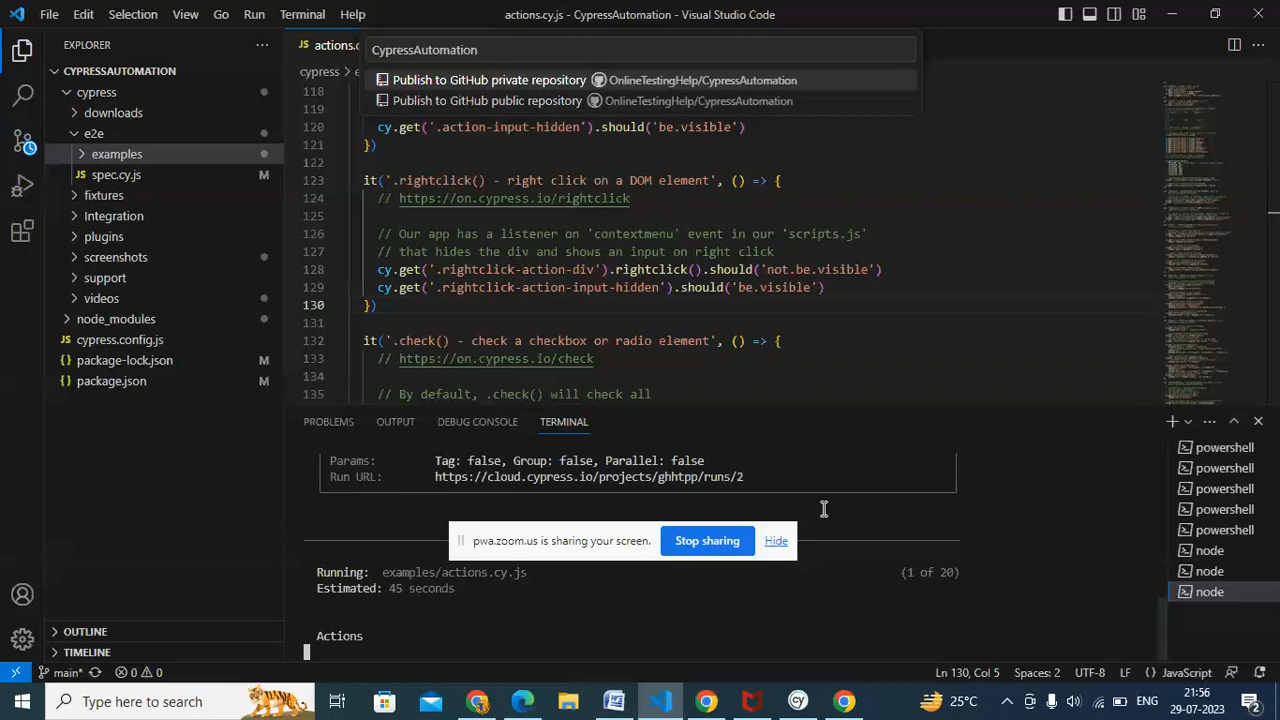 File Edit Selection View Go Run Terminal Help
actions.cy.js - CypressAutomation - Visual Studio Code
EXPLORER
JS actions.c
CypressAutomation
CYPRESSAUTOMATION
cypress
downloads
e2e
examples
spec.cy.js M
fixtures
Integration
plugins
screenshots
support
videos
node_modules
cypress.config.js
package-lock.json M
package.json M
OUTLINE
TIMELINE
Publish to GitHub private repository OnlineTestingHelp/CypressAutomation
Publish to GitHub public repository OnlineTestingHelp/CypressAutomation
cypress > e
118
119
120 cy.get('.action-input-hidden').should('be.visible')
121 })
122
123 it('.rightclick() - right click on a DOM element', () => {
124 // https://on.cypress.io/rightclick
125
126 // Our app has a listener on 'contextmenu' event in our 'scripts.js'
127 // that hides the div and shows an input on right click
128 cy.get('.rightclick-action-div').rightclick().should('not.be.visible')
129 cy.get('.rightclick-action-input-hidden').should('be.visible')
130 })
131
132 it('.check() - check a checkbox or radio element', () => {
133 // https://on.cypress.io/check
134
135 // By default, .check() will check all
PROBLEMS OUTPUT DEBUG CONSOLE TERMINAL
Params: Tag: false, Group: false, Parallel: false
Run URL: https://cloud.cypress.io/projects/ghhtpp/runs/2
pwa.zoom.us is sharing your screen. Stop sharing Hide
Running: examples/actions.cy.js (1 of 20)
Estimated: 45 seconds
Actions
powershell
powershell
powershell
powershell
powershell
node
node
node
main* 0 0
Ln 130, Col 5 Spaces: 2 UTF-8 LF {} JavaScript
Type here to search
25°C
ENG
21:56
29-07-2023
2